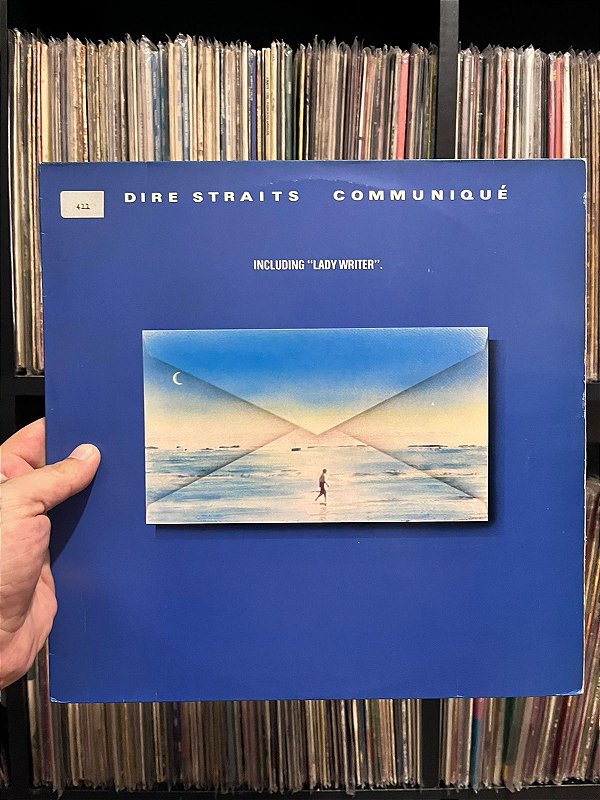 422
DIRE STRAITS COMMUNIQUÉ
INCLUDING "LADY WRITER".